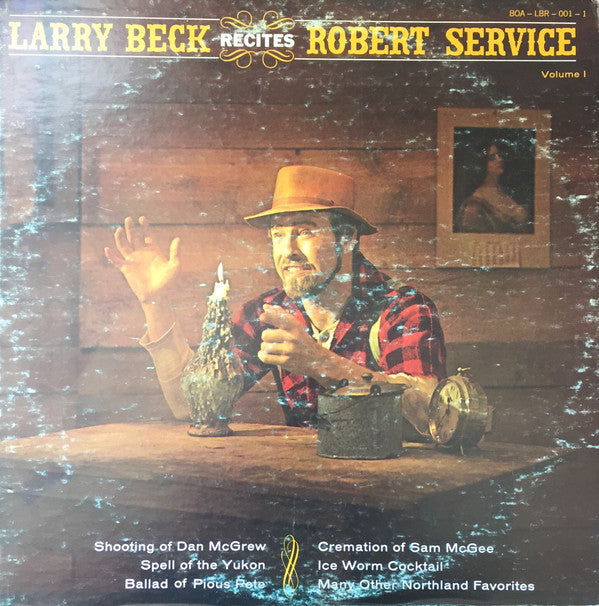 BOA – LBR – 001 – 1
LARRY BECK RECITES ROBERT SERVICE
Volume I
Shooting of Dan McGrew
Spell of the Yukon
Ballad of Pious Pete
Cremation of Sam McGee
Ice Worm Cocktail
Many Other Northland Favorites